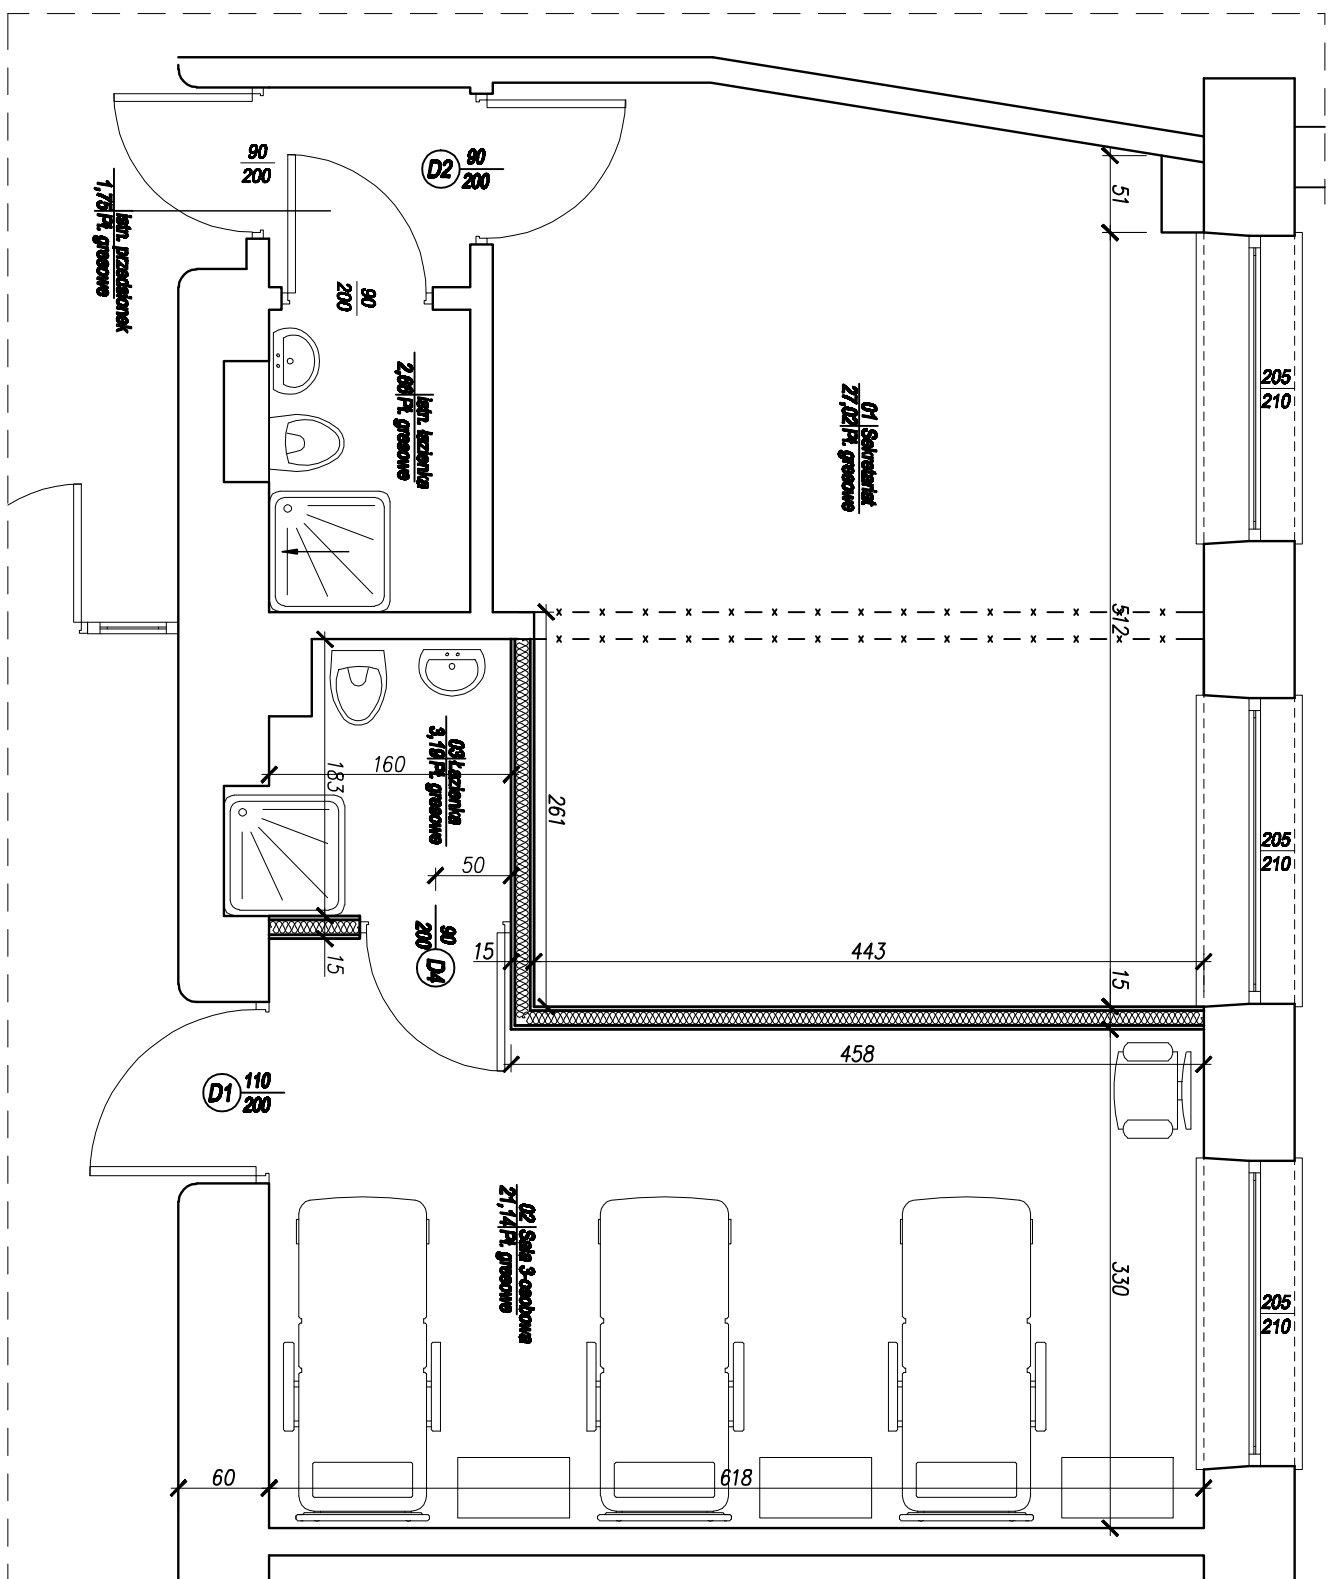 90
200
D2
90
200
51
istn. przedsionek
1,75 Pł. gresowe
90
200
205
210
istn. łazienka
2,66 Pł. gresowe
01 Sekretariat
27,02 Pł. gresowe
512
03 Łazienka
3,19 Pł. gresowe
160
183
261
205
210
50
90
200
D4
15
15
443
15
458
D1
110
200
02 Sala 3-osobowa
21,14 Pł. gresowe
330
205
210
60
618